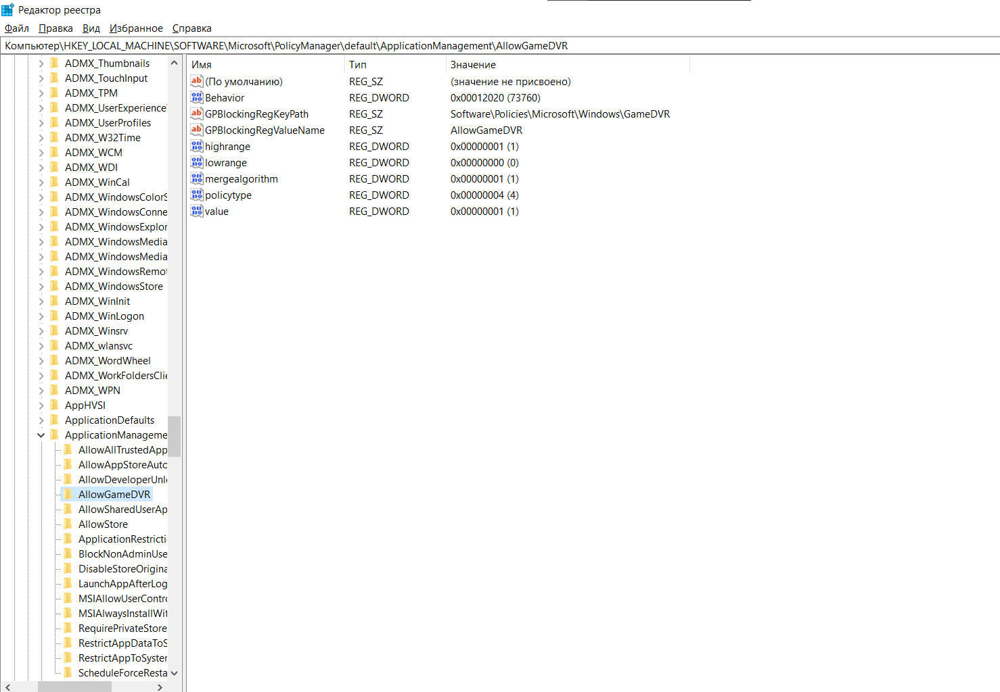 Редактор реестра
Файл Правка Вид Избранное Справка
Компьютер\HKEY_LOCAL_MACHINE\SOFTWARE\Microsoft\PolicyManager\default\ApplicationManagement\AllowGameDVR
ADMX_Thumbnails
ADMX_TouchInput
ADMX_TPM
ADMX_UserExperience
ADMX_UserProfiles
ADMX_W32Time
ADMX_WCM
ADMX_WDI
ADMX_WinCal
ADMX_WindowsColorS
ADMX_WindowsConne
ADMX_WindowsExplor
ADMX_WindowsMedia
ADMX_WindowsMedia
ADMX_WindowsRemot
ADMX_WindowsStore
ADMX_WinInit
ADMX_WinLogon
ADMX_Winsrv
ADMX_wlansvc
ADMX_WordWheel
ADMX_WorkFoldersClie
ADMX_WPN
AppHVSI
ApplicationDefaults
ApplicationManageme
AllowAllTrustedApp
AllowAppStoreAuto
AllowDeveloperUnlo
AllowGameDVR
AllowSharedUserAp
AllowStore
ApplicationRestricti
BlockNonAdminUse
DisableStoreOrigina
LaunchAppAfterLog
MSIAllowUserContro
MSIAlwaysInstallWit
RequirePrivateStore
RestrictAppDataToS
RestrictAppToSyster
ScheduleForceResta
Имя Тип Значение
(По умолчанию) REG_SZ (значение не присвоено)
Behavior REG_DWORD 0x00012020 (73760)
GPBlockingRegKeyPath REG_SZ Software\Policies\Microsoft\Windows\GameDVR
GPBlockingRegValueName REG_SZ AllowGameDVR
highrange REG_DWORD 0x00000001 (1)
lowrange REG_DWORD 0x00000000 (0)
mergealgorithm REG_DWORD 0x00000001 (1)
policytype REG_DWORD 0x00000004 (4)
value REG_DWORD 0x00000001 (1)